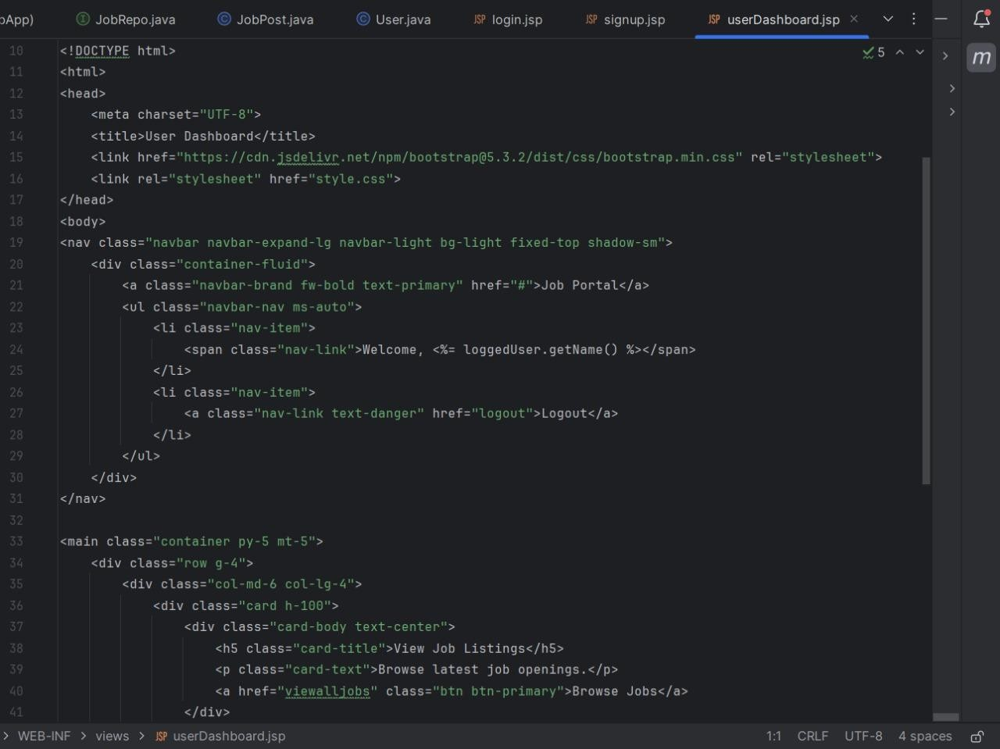 bApp) JobRepo.java JobPost.java User.java login.jsp signup.jsp userDashboard.jsp
10 <!DOCTYPE html> 5
11 <html>
12 <head>
13     <meta charset="UTF-8">
14     <title>User Dashboard</title>
15     <link href="https://cdn.jsdelivr.net/npm/bootstrap@5.3.2/dist/css/bootstrap.min.css" rel="stylesheet">
16     <link rel="stylesheet" href="style.css">
17 </head>
18 <body>
19 <nav class="navbar navbar-expand-lg navbar-light bg-light fixed-top shadow-sm">
20     <div class="container-fluid">
21         <a class="navbar-brand fw-bold text-primary" href="#">Job Portal</a>
22         <ul class="navbar-nav ms-auto">
23             <li class="nav-item">
24                 <span class="nav-link">Welcome, <%= loggedUser.getName() %></span>
25             </li>
26             <li class="nav-item">
27                 <a class="nav-link text-danger" href="logout">Logout</a>
28             </li>
29         </ul>
30     </div>
31 </nav>
32
33 <main class="container py-5 mt-5">
34     <div class="row g-4">
35         <div class="col-md-6 col-lg-4">
36             <div class="card h-100">
37                 <div class="card-body text-center">
38                     <h5 class="card-title">View Job Listings</h5>
39                     <p class="card-text">Browse latest job openings.</p>
40                     <a href="viewalljobs" class="btn btn-primary">Browse Jobs</a>
41                 </div>
WEB-INF > views > JSP userDashboard.jsp 1:1 CRLF UTF-8 4 spaces